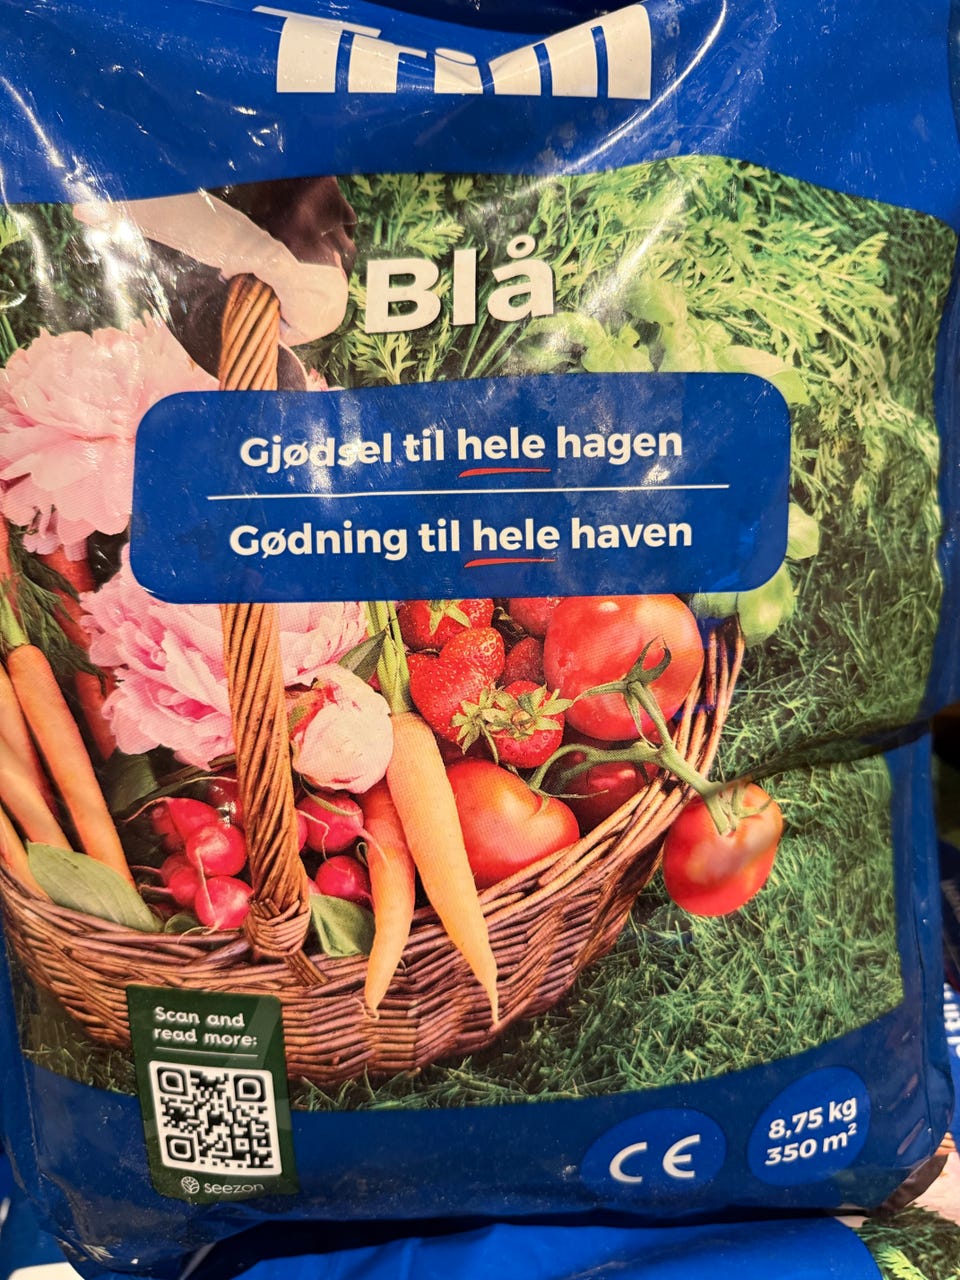 Trim
Blå
Gjødsel til hele hagen
Gødning til hele haven
Scan and
read more:
seezon
CE
8,75 kg
350 m²